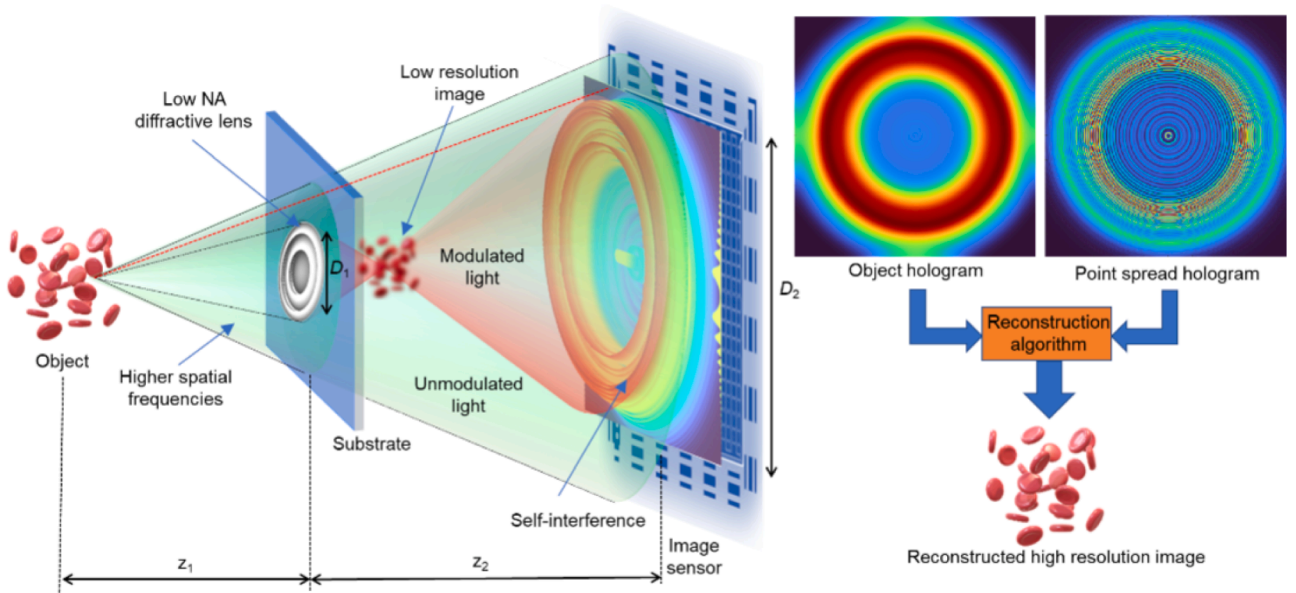 Low resolution
image
Low NA
diffractive lens
D₁
Modulated
light
D₂
Object
Higher spatial
frequencies
Unmodulated
light
Substrate
Self-interference
Image
sensor
z₁
z₂
Object hologram
Point spread hologram
Reconstruction
algorithm
Reconstructed high resolution image